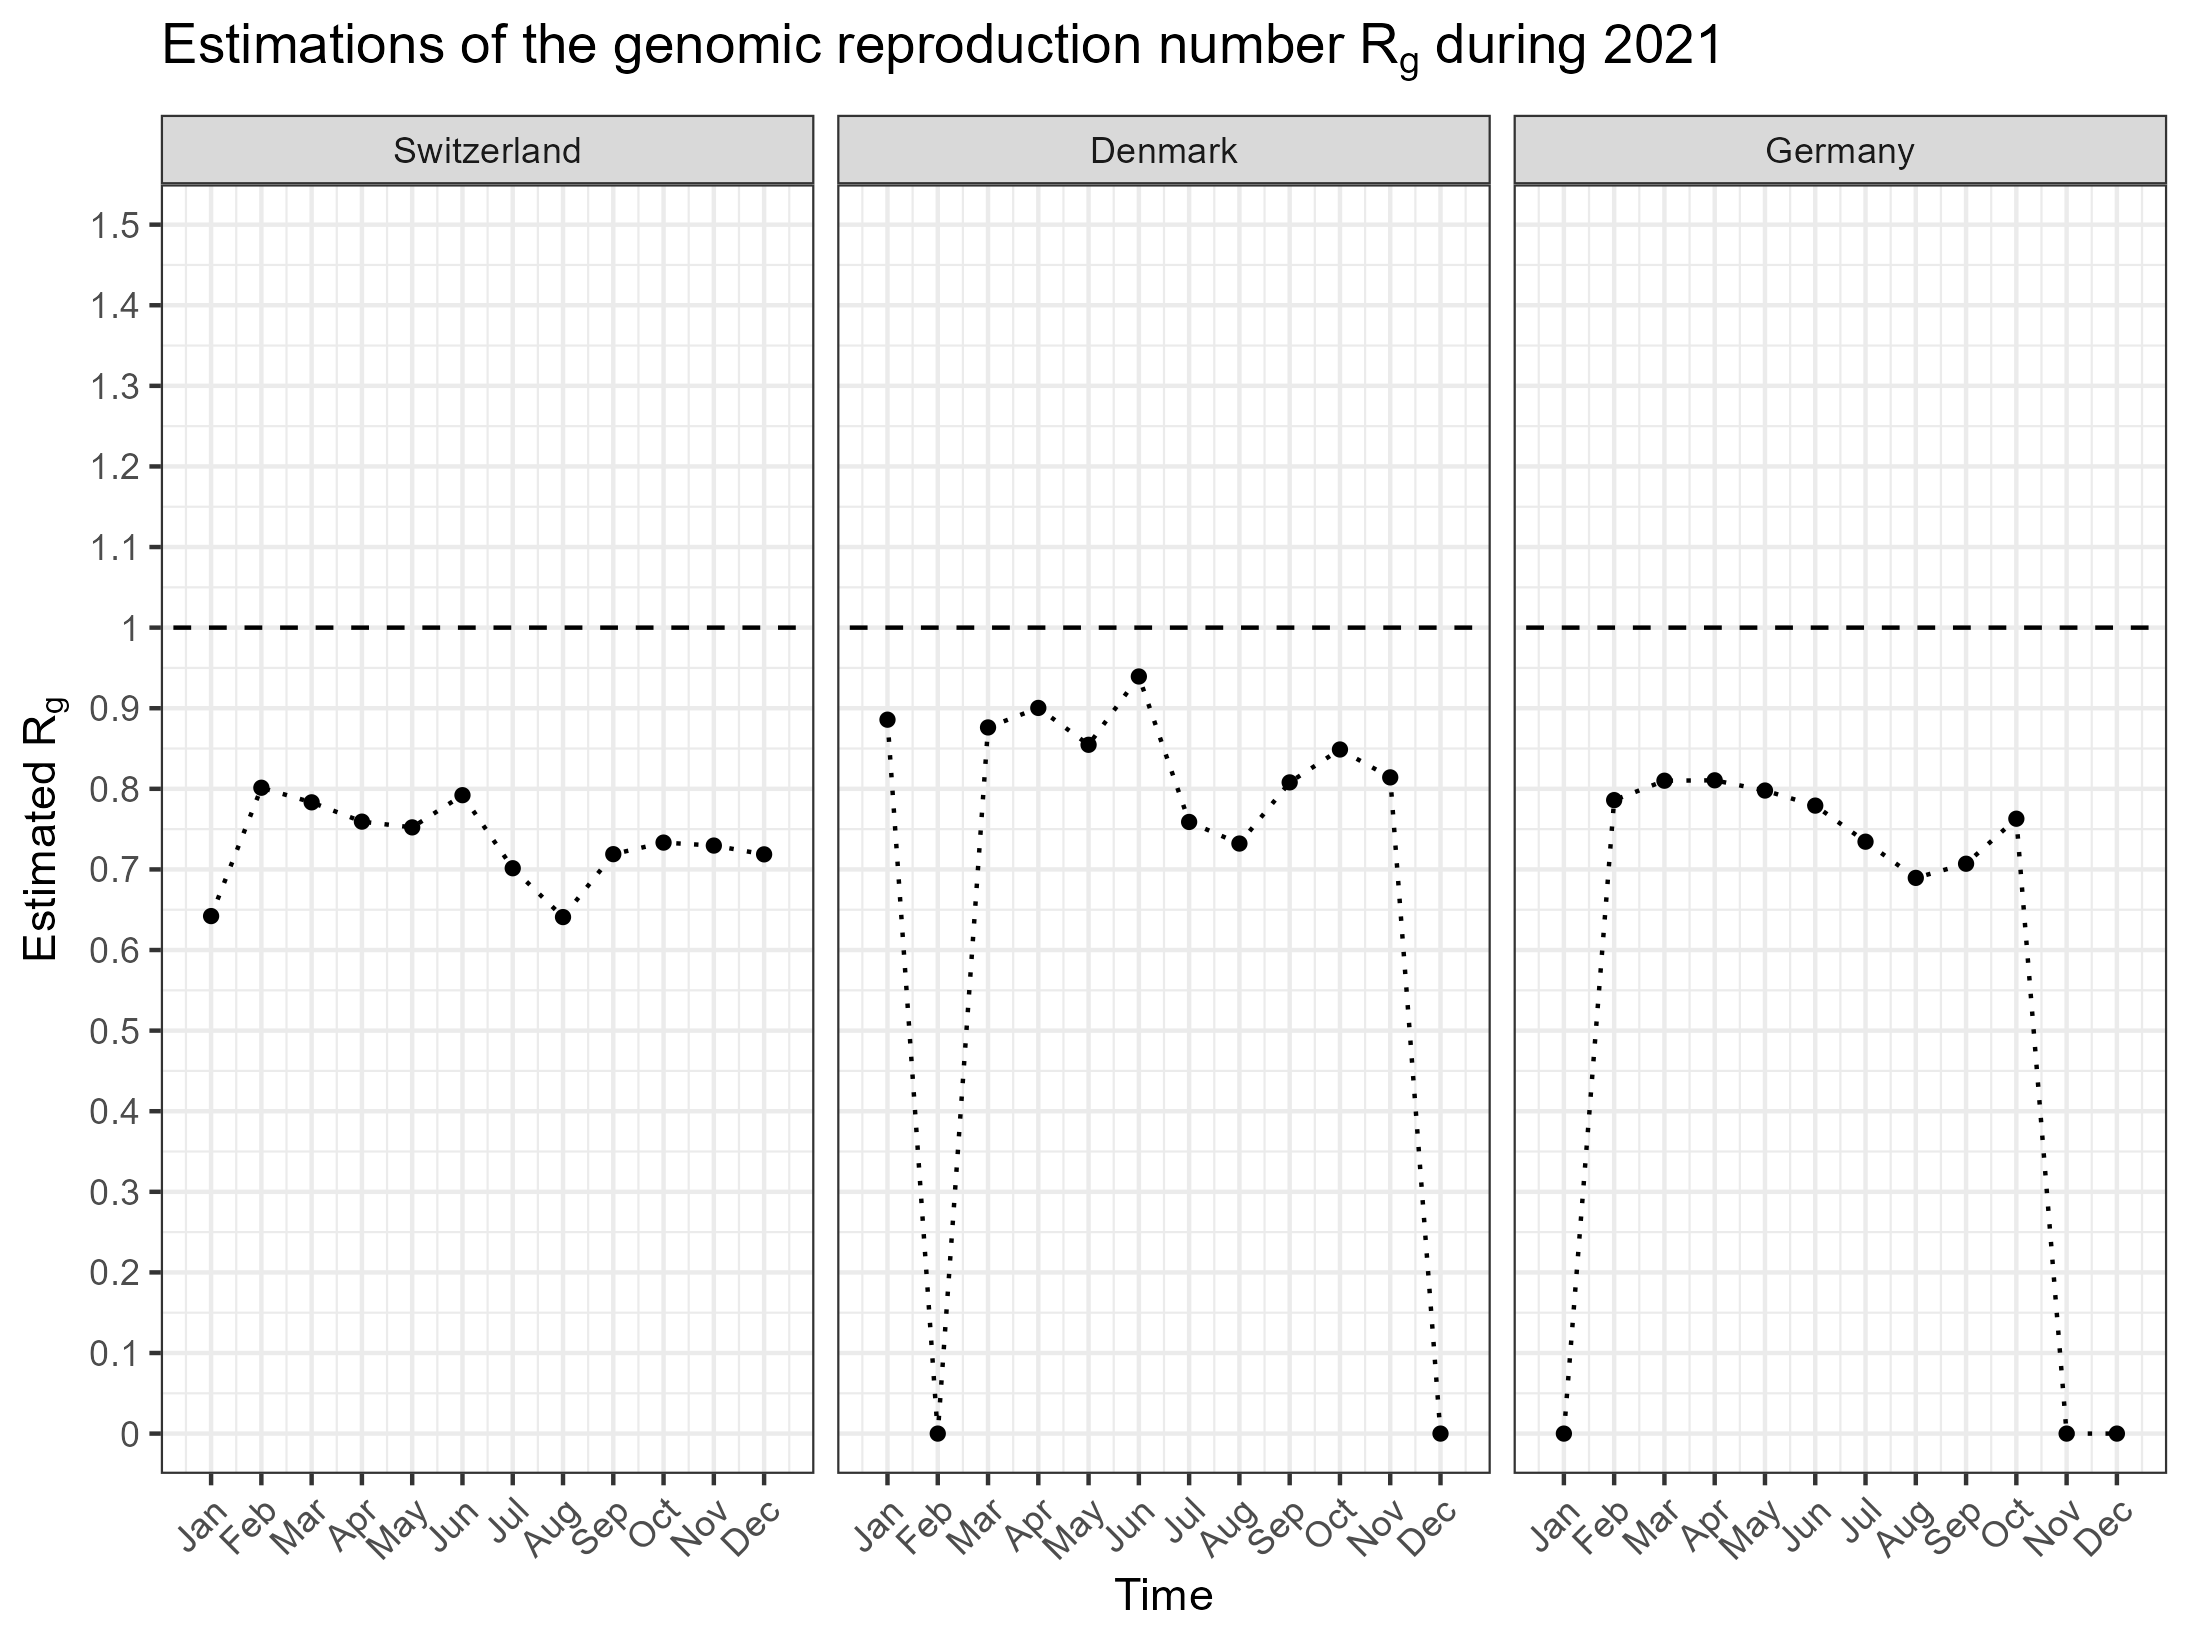 Estimations of the genomic reproduction number Rg during 2021
Switzerland
Denmark
Germany
Estimated Rg
1.5
1.4
1.3
1.2
1.1
1
0.9
0.8
0.7
0.6
0.5
0.4
0.3
0.2
0.1
0
Jan Feb Mar Apr May Jun Jul Aug Sep Oct Nov Dec
Jan Feb Mar Apr May Jun Jul Aug Sep Oct Nov Dec
Jan Feb Mar Apr May Jun Jul Aug Sep Oct Nov Dec
Time